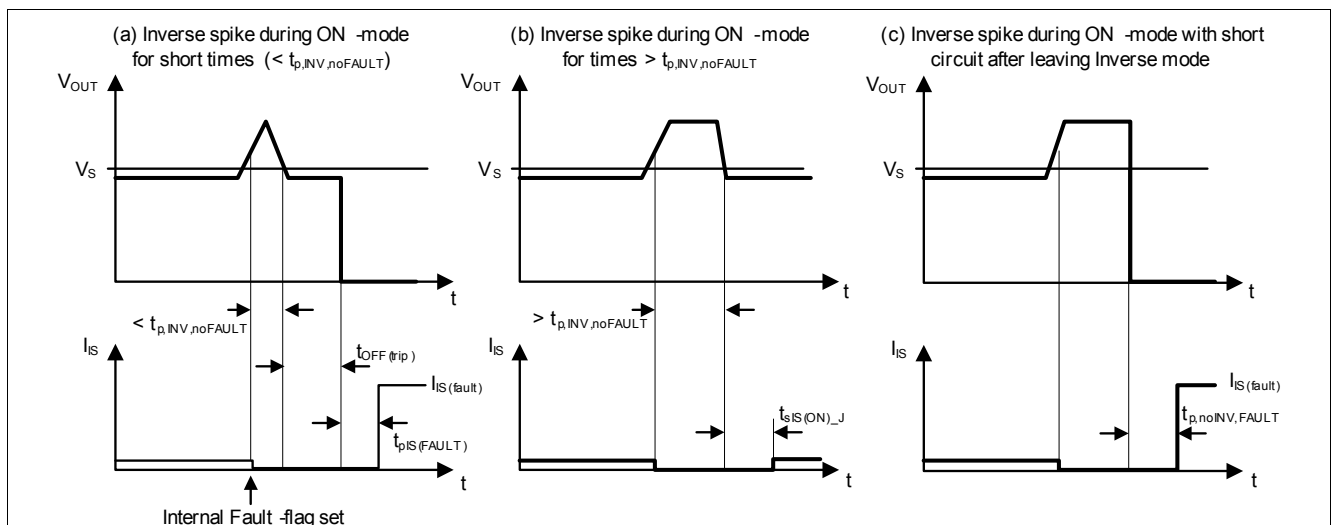 (a) Inverse spike during ON -mode
for short times (< tp,INV,noFAULT)
VOUT
VS
t
< tp,INV,noFAULT
IIS
tOFF(trip)
IIS(fault)
tpIS(FAULT)
t
Internal Fault -flag set
(b) Inverse spike during ON -mode
for times > tp,INV,noFAULT
VOUT
VS
t
> tp,INV,noFAULT
IIS
tsIS(ON)_J
t
(c) Inverse spike during ON -mode with short
circuit after leaving Inverse mode
VOUT
VS
t
IIS
IIS(fault)
tp,noINV,FAULT
t